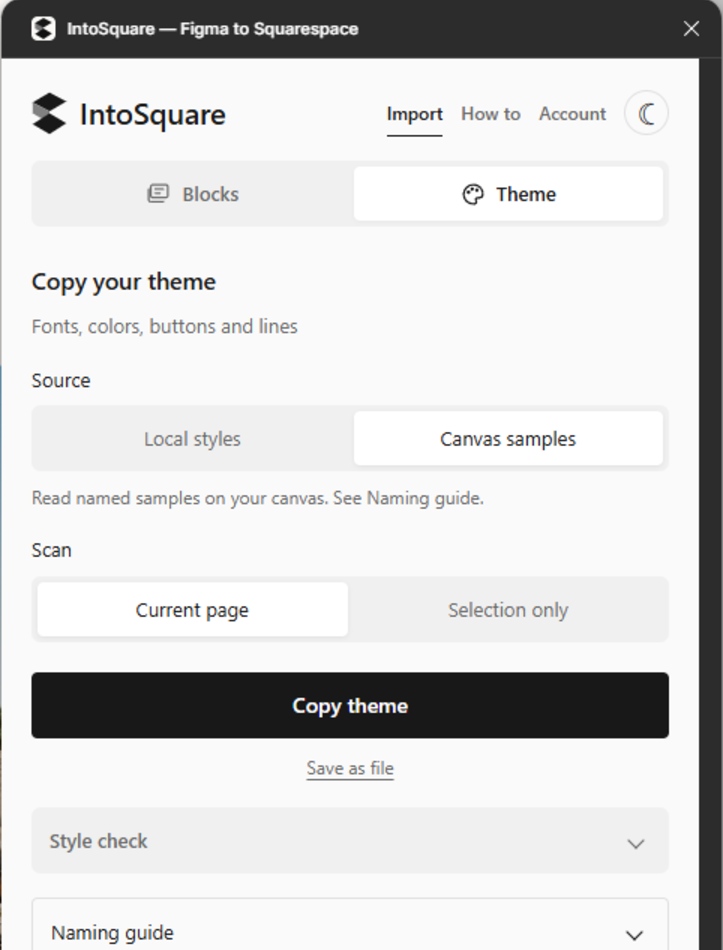 IntoSquare — Figma to Squarespace
IntoSquare
Import How to Account
Blocks Theme
Copy your theme
Fonts, colors, buttons and lines
Source
Local styles Canvas samples
Read named samples on your canvas. See Naming guide.
Scan
Current page Selection only
Copy theme
Save as file
Style check
Naming guide